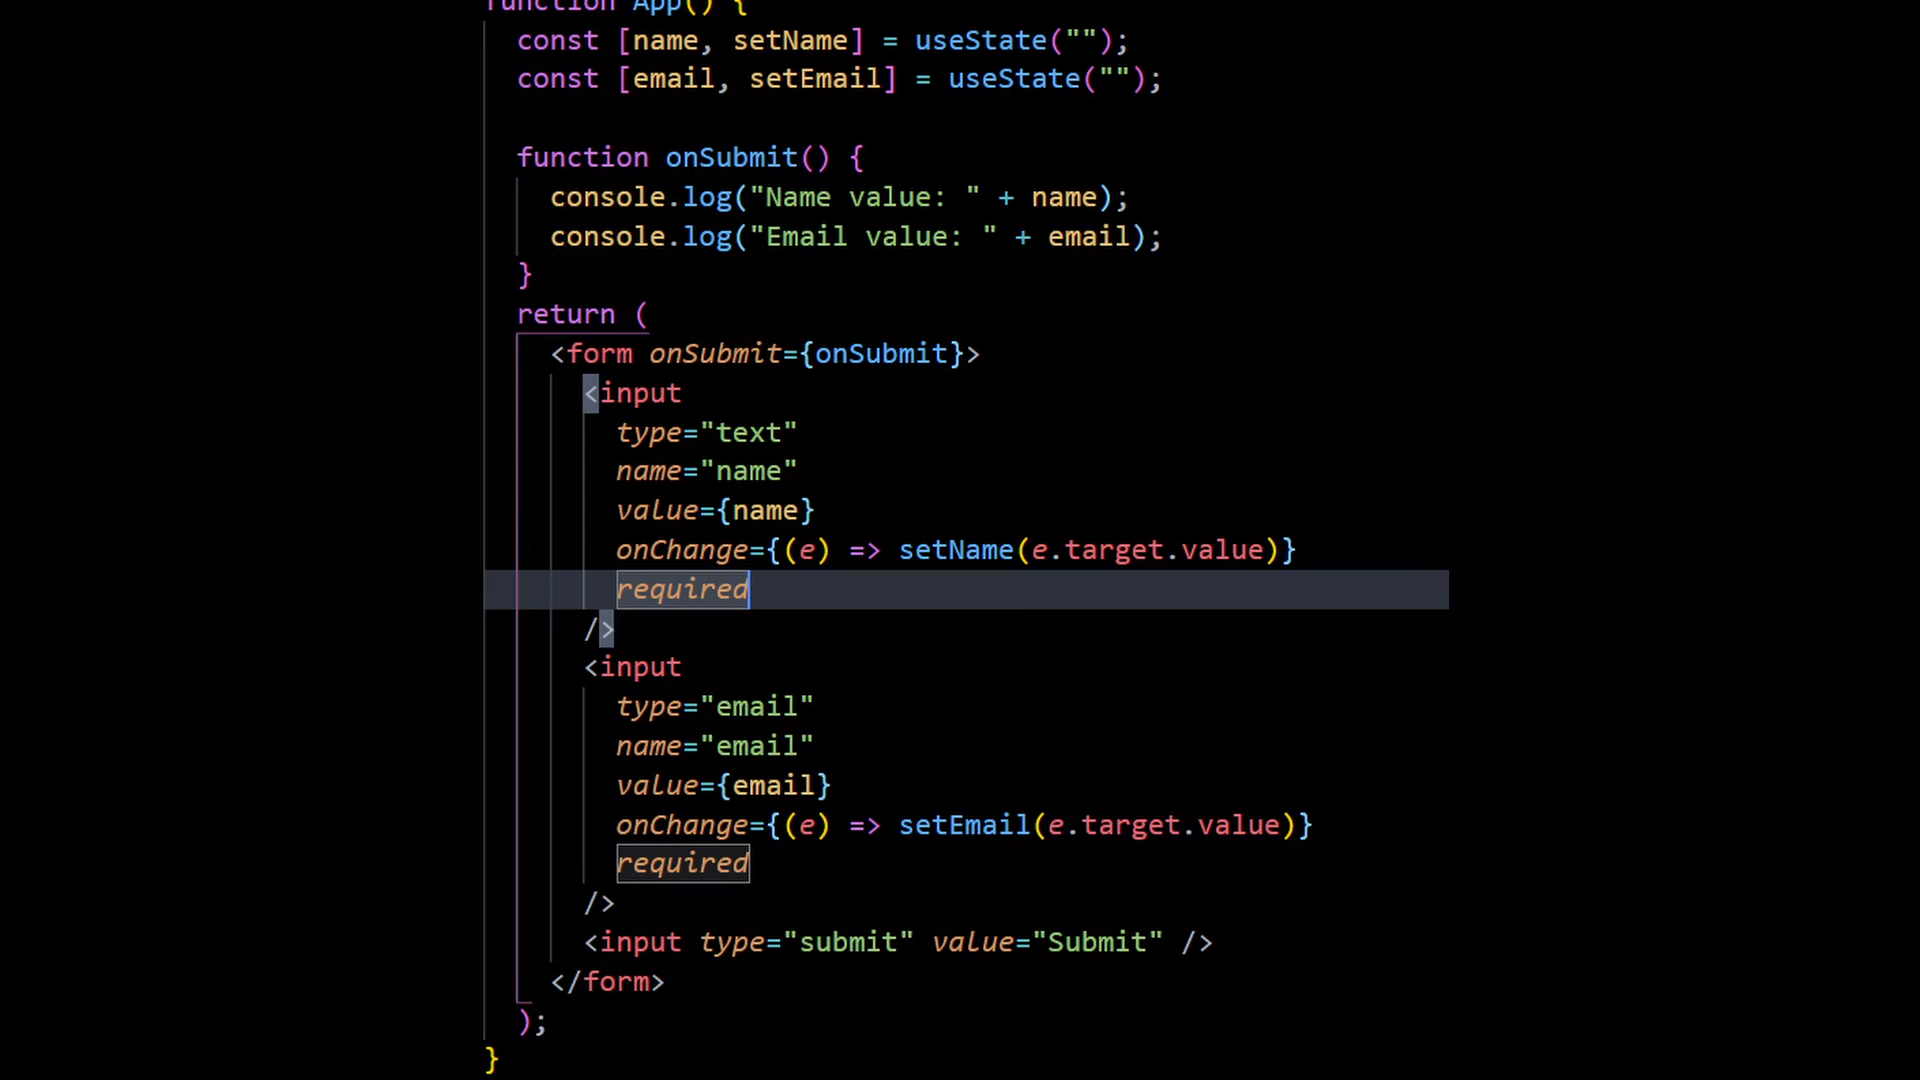 function App() {
const [name, setName] = useState("");
const [email, setEmail] = useState("");
function onSubmit() {
console.log("Name value: " + name);
console.log("Email value: " + email);
}
return (
<form onSubmit={onSubmit}>
<input
type="text"
name="name"
value={name}
onChange={(e) => setName(e.target.value)}
required
/>
<input
type="email"
name="email"
value={email}
onChange={(e) => setEmail(e.target.value)}
required
/>
<input type="submit" value="Submit" />
</form>
);
}